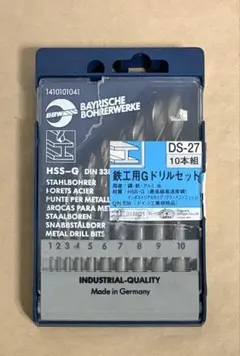 1410101041
BBW
BAYRISCHE
BOHRERWERKE
DS-27
10本組
鉄工用Gドリルセット
HSS-G DIN 338
STAHLBOHRER
FORETS ACIER
PUNTE PER METALLO
BROCAS PARA METAL
STAALBOREN
SNABBSTÅLBORR
METAL DRILL BITS
1 2 3 4 5 6 7 8 9 10
INDUSTRIAL-QUALITY
Made in Germany